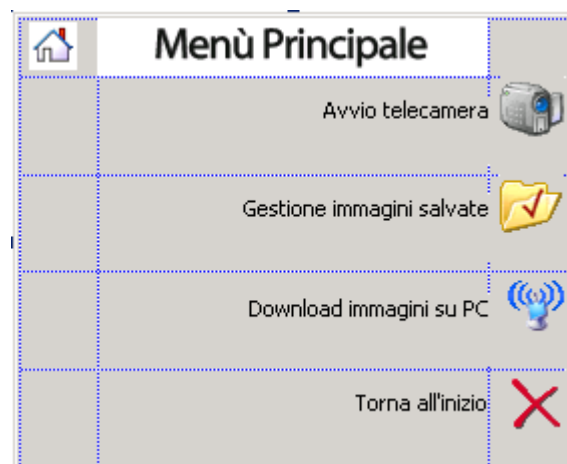 Menù Principale
Avvio telecamera
Gestione immagini salvate
Download immagini su PC
Torna all'inizio